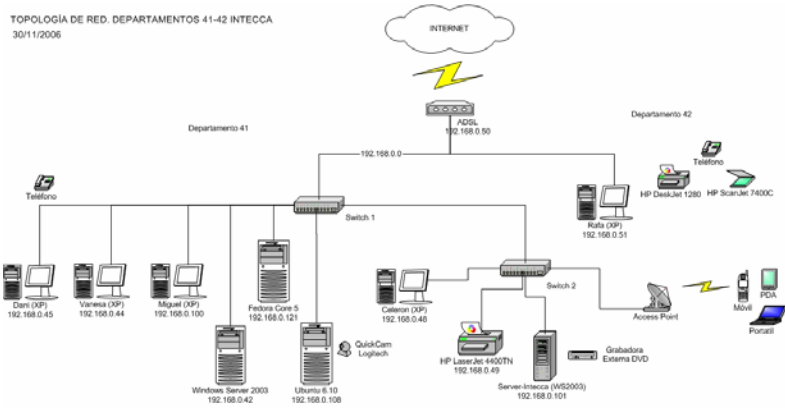 TOPOLOGÍA DE RED. DEPARTAMENTOS 41-42 INTECCA
30/11/2006
INTERNET
ADSL
192.168.0.50
Departamento 41
Departamento 42
192.168.0.0
Teléfono
Teléfono
HP DeskJet 1280
HP ScanJet 7400C
Switch 1
Rafa (XP)
192.168.0.51
Dani (XP)
192.168.0.45
Vanesa (XP)
192.168.0.44
Miguel (XP)
192.168.0.100
Fedora Core 5
192.168.0.121
Celeron (XP)
192.168.0.48
Switch 2
Access Point
Móvil
PDA
Portatil
QuickCam
Logitech
HP LaserJet 4400TN
192.168.0.49
Grabadora
Externa DVD
Windows Server 2003
192.168.0.42
Ubuntu 6.10
192.168.0.108
Server-Intecca (WS2003)
192.168.0.101